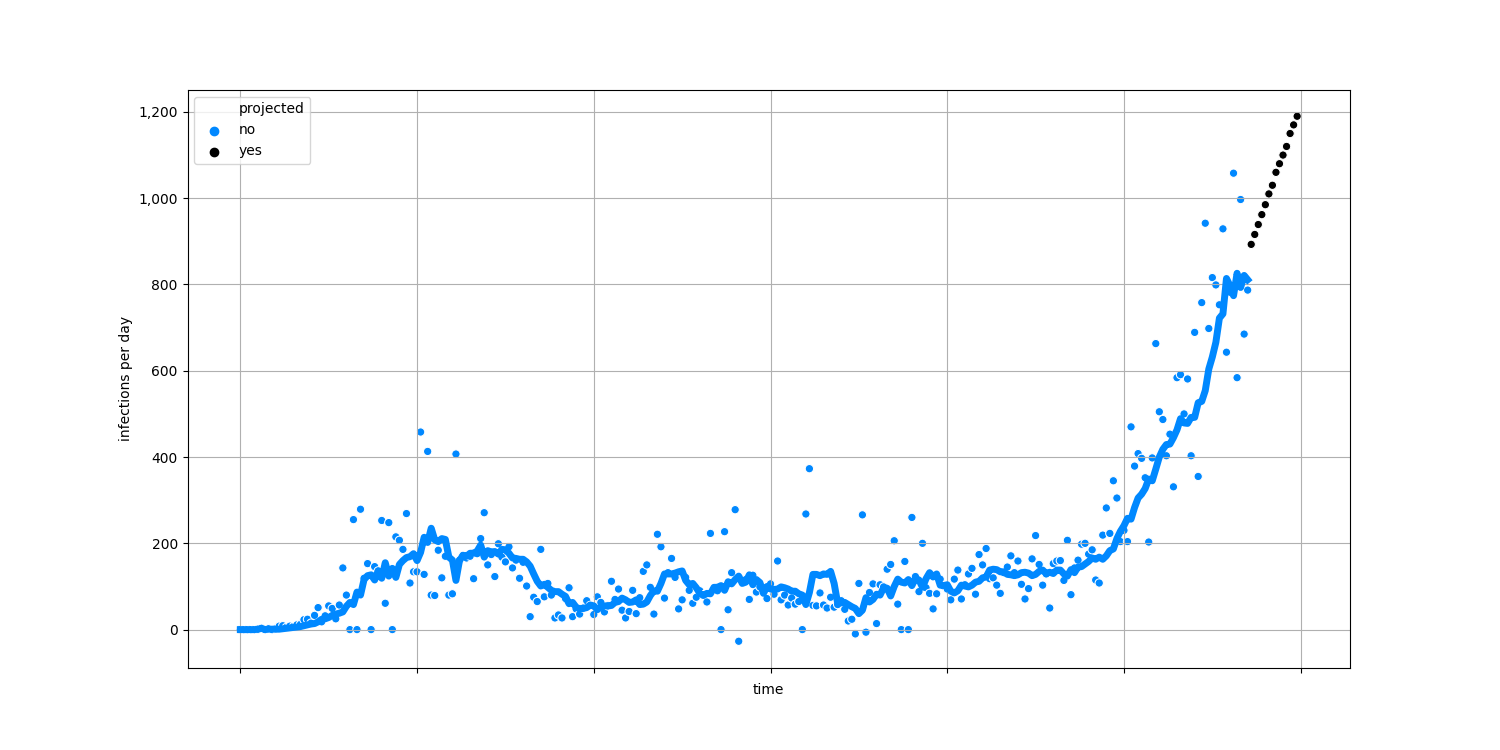 projected
no
yes
1,200
1,000
800
600
400
200
0
infections per day
time